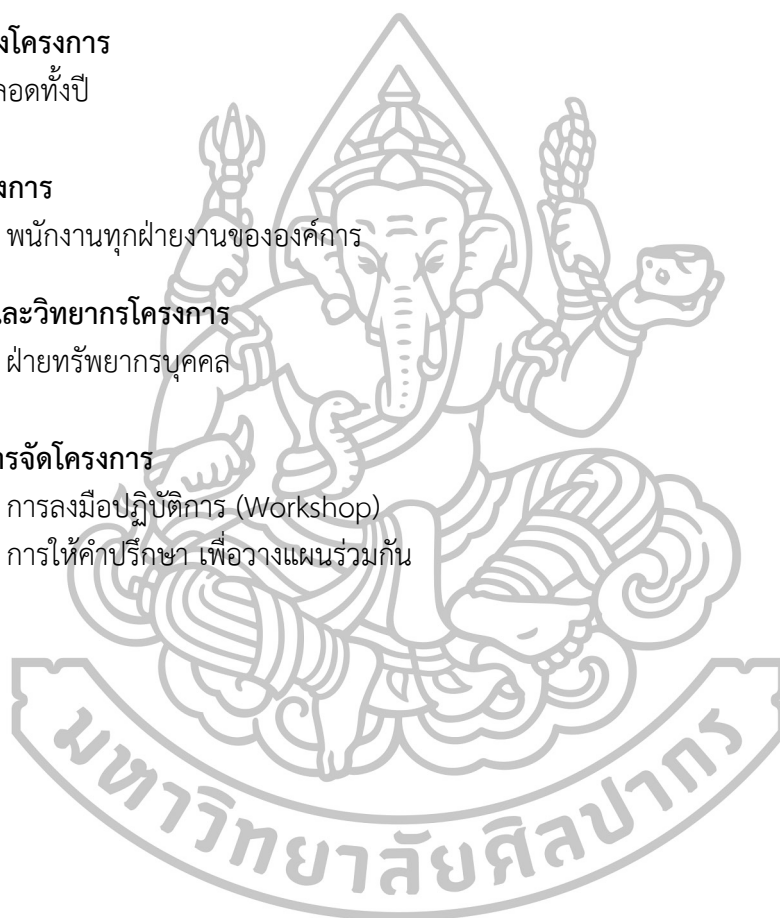 งโครงการ
ลอดทั้งปี
งการ
พนักงานทุกฝ่ายงานขององค์การ
และวิทยากรโครงการ
ฝ่ายทรัพยากรบุคคล
ารจัดโครงการ
การลงมือปฏิบัติการ (Workshop)
การให้คำปรึกษา เพื่อวางแผนร่วมกัน
มหาวิทยาลัยศิลปากร